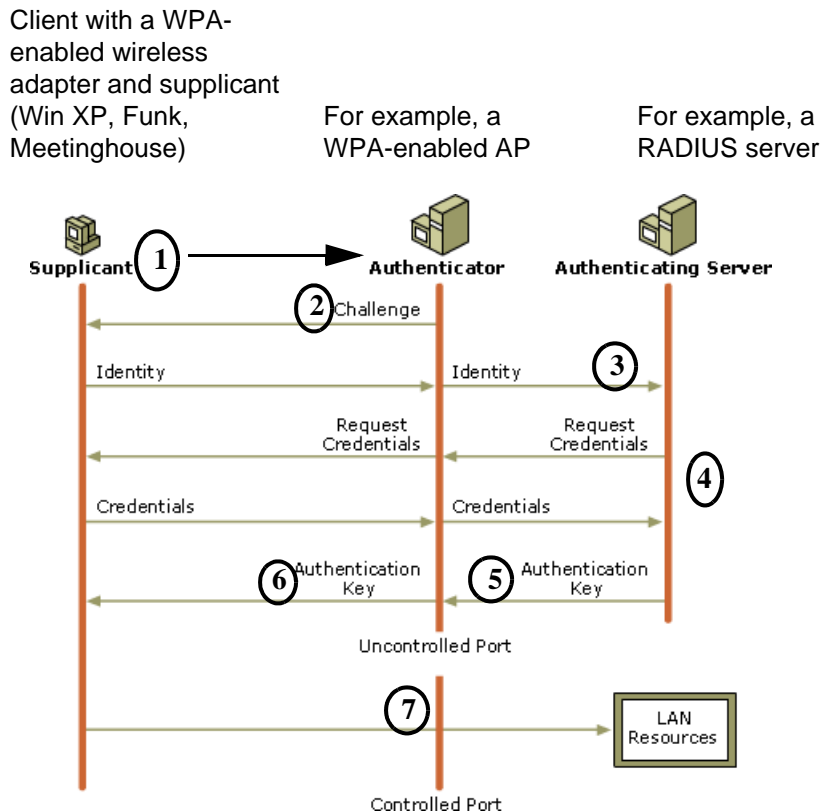 Client with a WPA-
enabled wireless
adapter and supplicant
(Win XP, Funk,
Meetinghouse)
For example, a
WPA-enabled AP
For example, a
RADIUS server
Supplicant
1
Authenticator
Authenticating Server
2
Challenge
Identity
Identity
3
Request
Credentials
Request
Credentials
4
Credentials
Credentials
6
Authentication
Key
5
Authentication
Key
Uncontrolled Port
7
LAN
Resources
Controlled Port